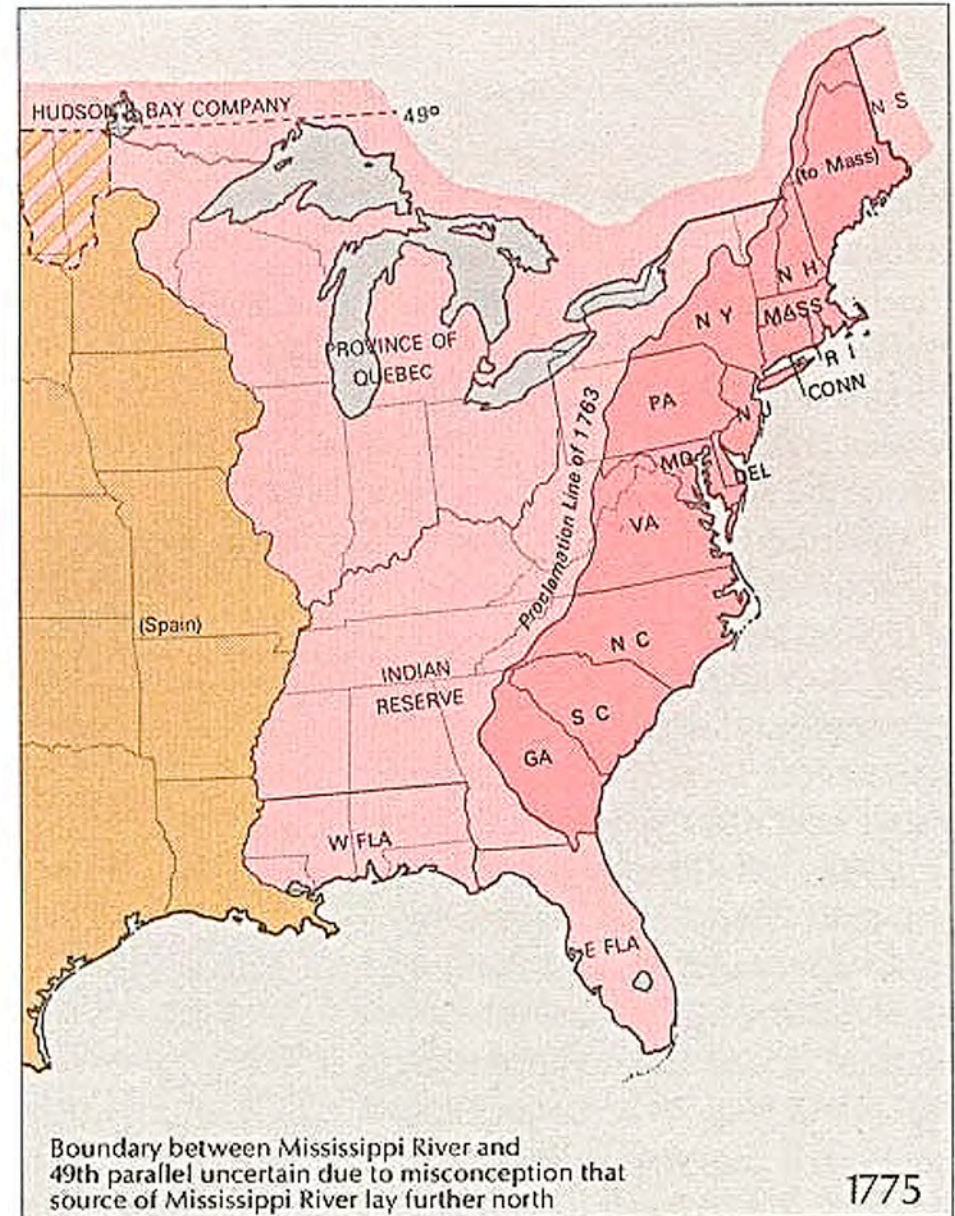 HUDSON B BAY COMPANY
49°
N S
(to Mass)
N H
N Y
MASS
R I
CONN
PROVINCE OF
QUEBEC
PA
N J
Proclamation Line of 1763
MD
DEL
VA
(Spain)
N C
INDIAN
RESERVE
S C
GA
W FLA
E FLA
Boundary between Mississippi River and
49th parallel uncertain due to misconception that
source of Mississippi River lay further north
1775